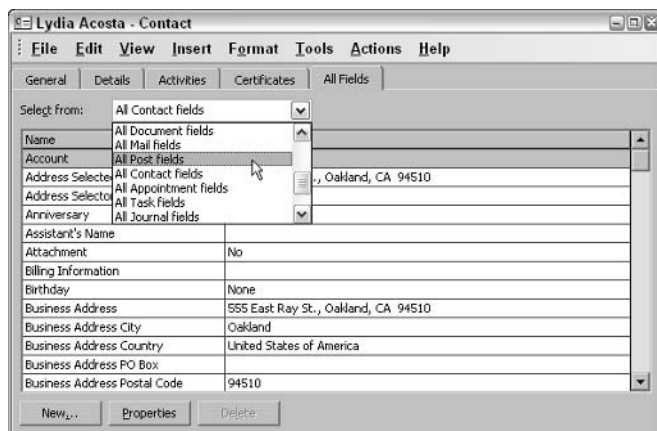 Lydia Acosta - Contact
File Edit View Insert Format Tools Actions Help
General Details Activities Certificates All Fields
Select from: All Contact fields
All Document fields
All Mail fields
All Post fields
All Contact fields
All Appointment fields
All Task fields
All Journal fields
Name
Account
Address Selecte ., Oakland, CA 94510
Address Selecto
Anniversary
Assistant's Name
Attachment No
Billing Information
Birthday None
Business Address 555 East Ray St., Oakland, CA 94510
Business Address City Oakland
Business Address Country United States of America
Business Address PO Box
Business Address Postal Code 94510
New... Properties Delete